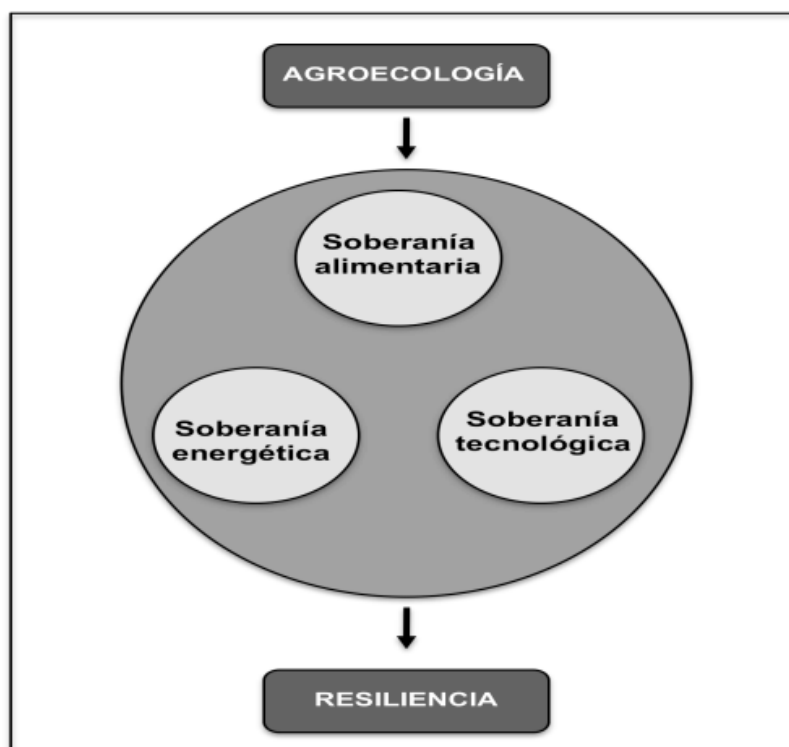 AGROECOLOGÍA
Soberanía
alimentaria
Soberanía
energética
Soberanía
tecnológica
RESILIENCIA